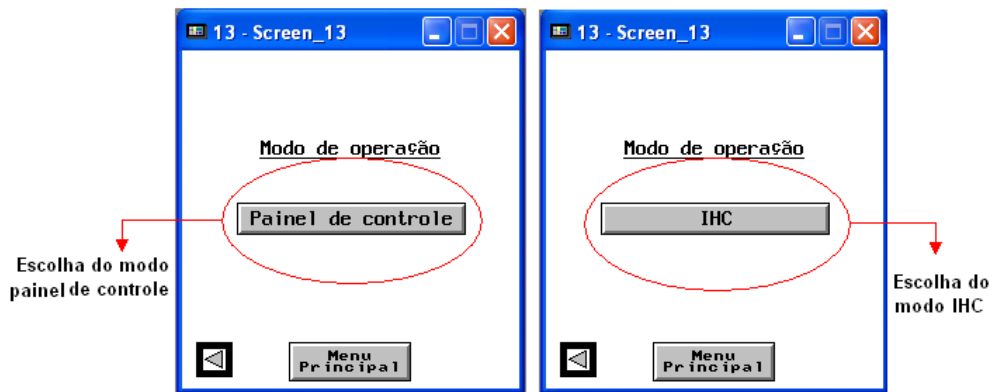 13 - Screen_13
Modo de operação
Painel de controle
Escolha do modo
painel de controle
Menu
Principal
13 - Screen_13
Modo de operação
IHC
Escolha do
modo IHC
Menu
Principal